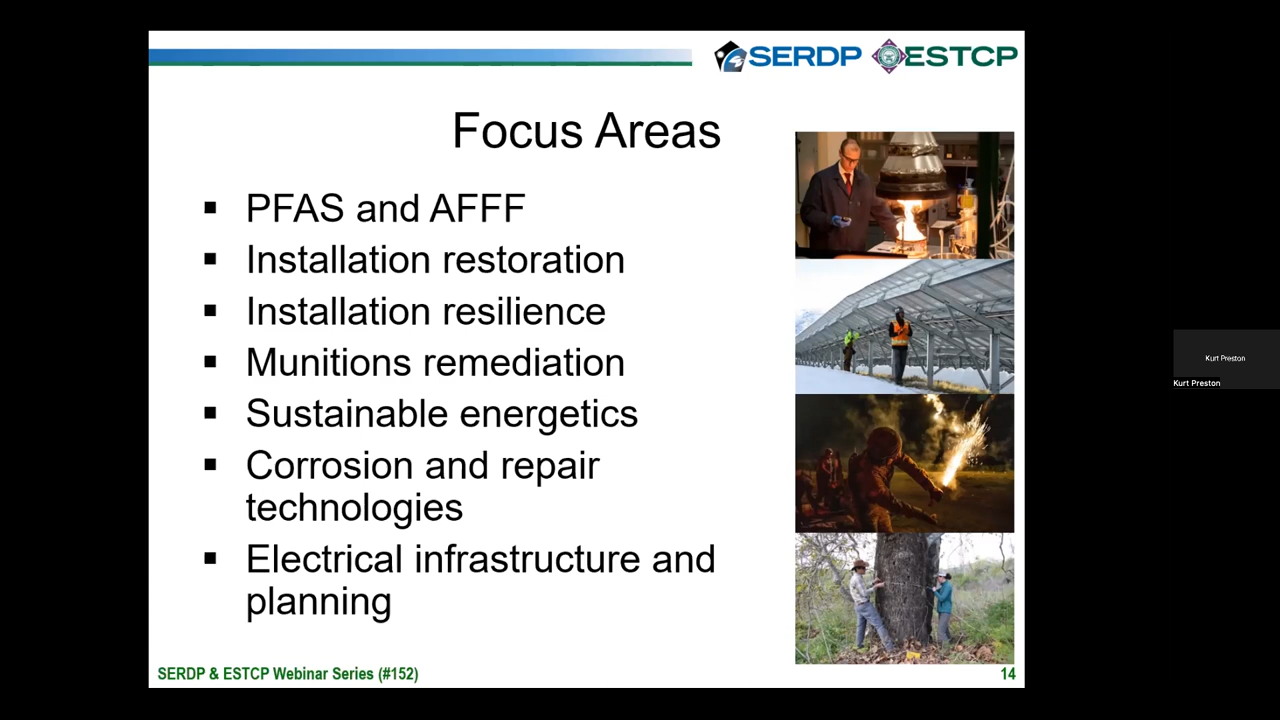 SERDP ESTCP
Focus Areas
▪ PFAS and AFFF
▪ Installation restoration
▪ Installation resilience
▪ Munitions remediation
▪ Sustainable energetics
▪ Corrosion and repair
technologies
▪ Electrical infrastructure and
planning
Kurt Preston
Kurt Preston
SERDP & ESTCP Webinar Series (#152)
14